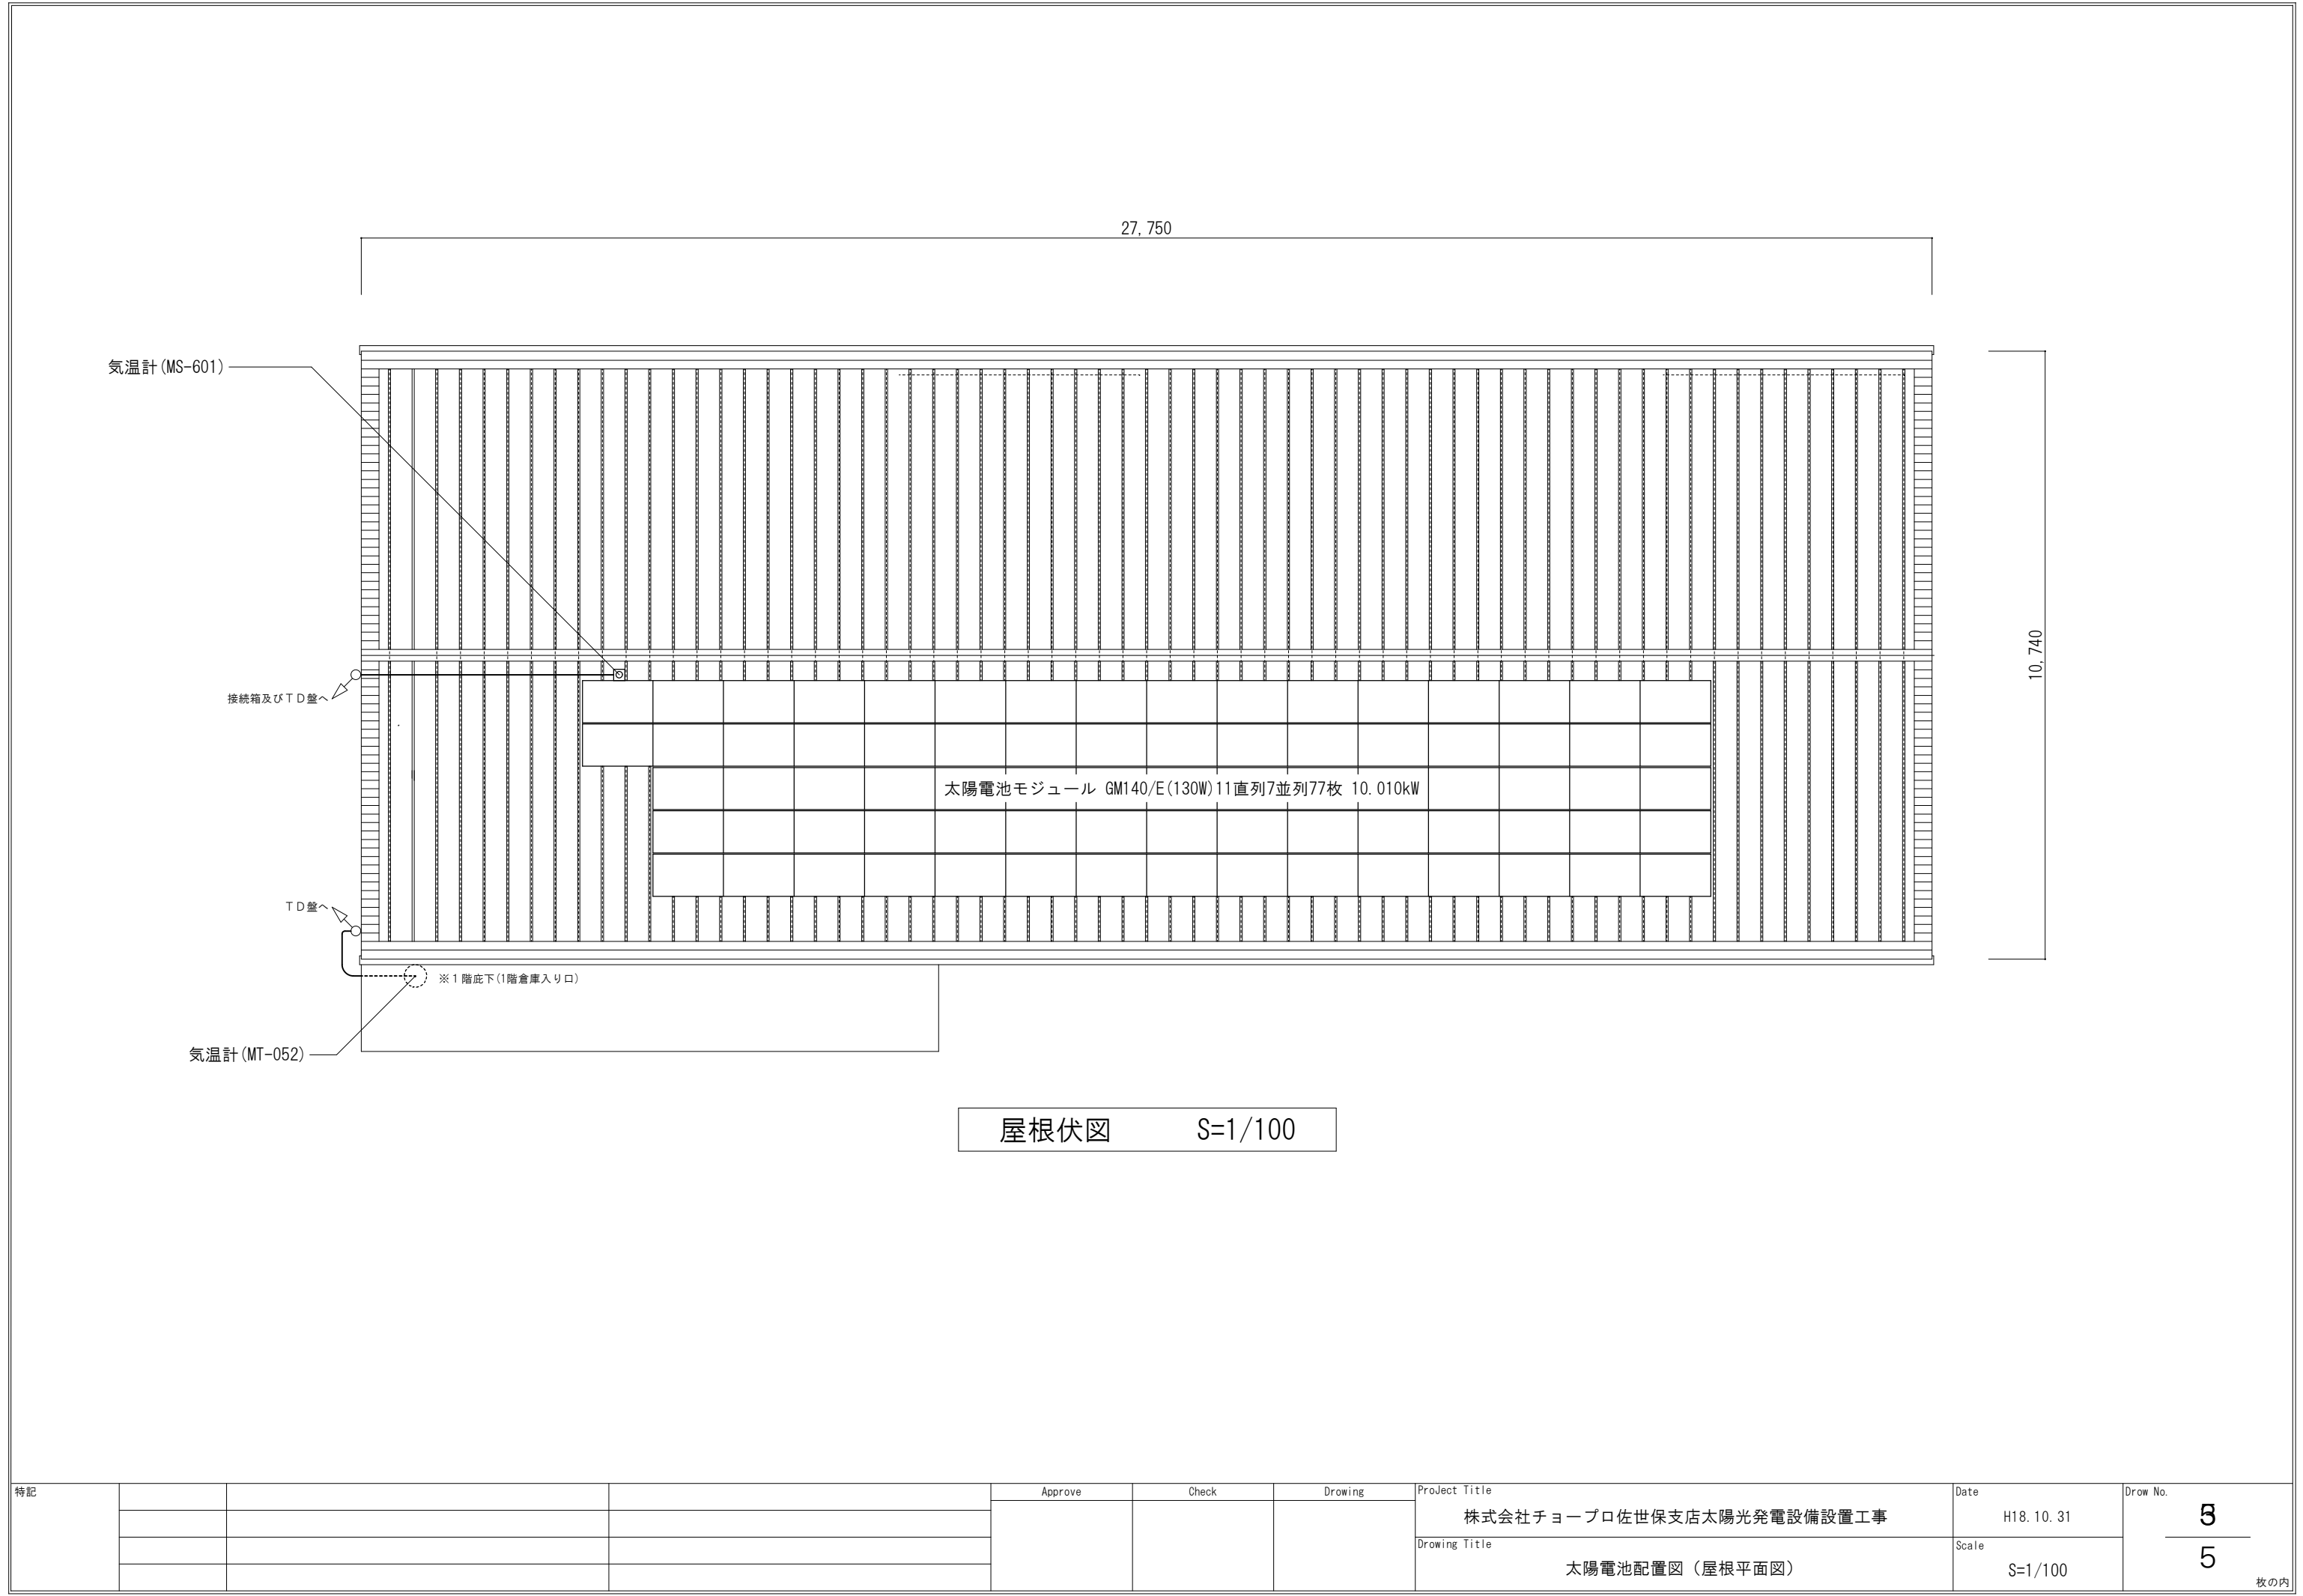 27,750
気温計(MS-601)
10,740
接続箱及びTD盤へ
太陽電池モジュール GM140/E(130W)11直列7並列77枚 10.010kW
TD盤へ
※1階庇下(1階倉庫入り口)
気温計(MT-052)
屋根伏図 S=1/100
特記
Approve Check Drowing
ProJect Title
株式会社チョープロ佐世保支店太陽光発電設備設置工事
Date
H18.10.31
Drow No.
Drowing Title
太陽電池配置図（屋根平面図）
Scale
S=1/100
5
枚の内